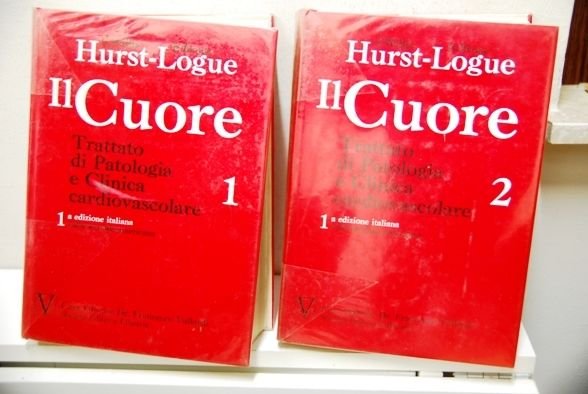 Hurst-Logue
Il Cuore
Trattato
di Patologia
e Clinica
cardiovascolare
1
1a edizione italiana
V
Hurst-Logue
Il Cuore
Trattato
di Patologia
e Clinica
cardiovascolare
2
1a edizione italiana
V